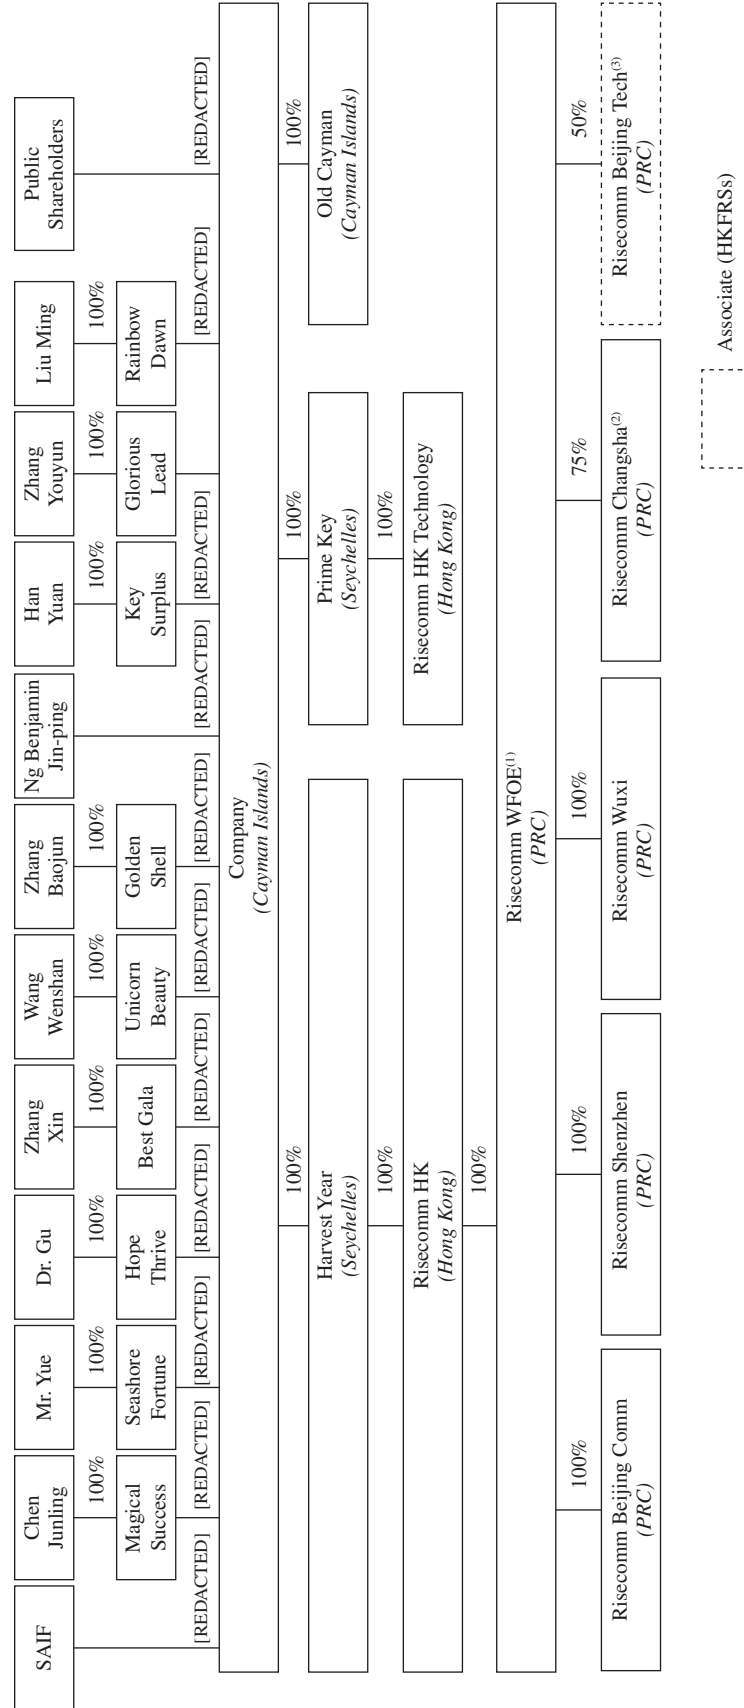 SAIF
Chen
Junling
Mr. Yue
Dr. Gu
Zhang
Xin
Wang
Wenshan
Zhang
Baojun
Ng Benjamin
Jin-ping
Han
Yuan
Zhang
Youyun
Liu Ming
Public
Shareholders
100%
100%
100%
100%
100%
100%
100%
100%
100%
Magical
Success
Seashore
Fortune
Hope
Thrive
Best Gala
Unicorn
Beauty
Golden
Shell
Key
Surplus
Glorious
Lead
Rainbow
Dawn
[REDACTED]
[REDACTED]
[REDACTED]
[REDACTED]
[REDACTED]
[REDACTED]
[REDACTED]
[REDACTED]
[REDACTED]
[REDACTED]
[REDACTED]
Company
(Cayman Islands)
100%
100%
100%
Harvest Year
(Seychelles)
Prime Key
(Seychelles)
Old Cayman
(Cayman Islands)
100%
100%
Risecomm HK
(Hong Kong)
Risecomm HK Technology
(Hong Kong)
100%
Risecomm WFOE(1)
(PRC)
100%
100%
100%
75%
50%
Risecomm Beijing Comm
(PRC)
Risecomm Shenzhen
(PRC)
Risecomm Wuxi
(PRC)
Risecomm Changsha(2)
(PRC)
Risecomm Beijing Tech(3)
(PRC)
Associate (HKFRSs)